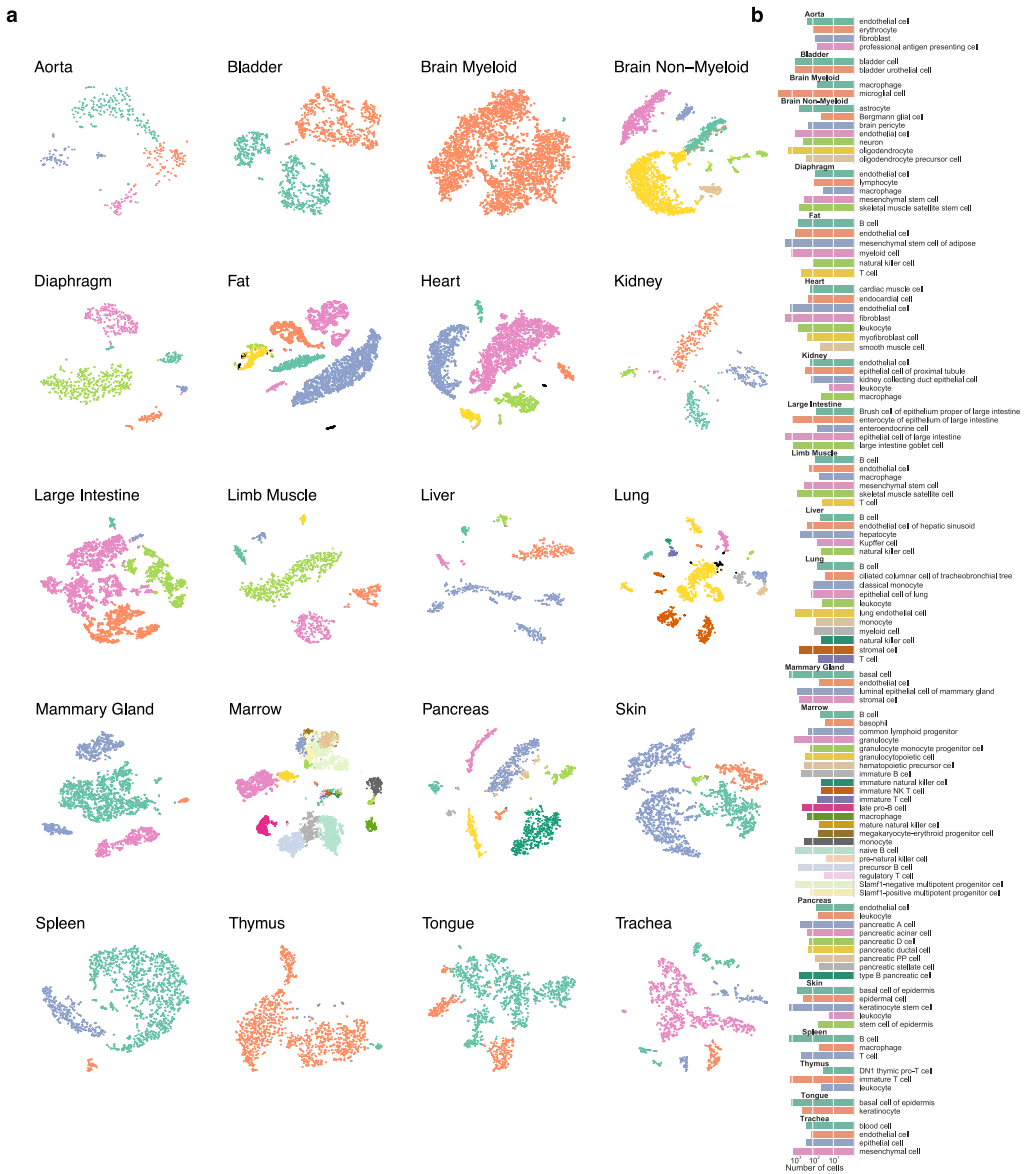 a
b
Aorta
Bladder
Brain Myeloid
Brain Non–Myeloid
Diaphragm
Fat
Heart
Kidney
Large Intestine
Limb Muscle
Liver
Lung
Mammary Gland
Marrow
Pancreas
Skin
Spleen
Thymus
Tongue
Trachea
Aorta
endothelial cell
erythrocyte
fibroblast
professional antigen presenting cell
Bladder
bladder cell
bladder urothelial cell
Brain Myeloid
macrophage
microglial cell
Brain Non–Myeloid
astrocyte
Bergmann glial cell
brain pericyte
endothelial cell
neuron
oligodendrocyte
oligodendrocyte precursor cell
Diaphragm
endothelial cell
lymphocyte
macrophage
mesenchymal stem cell
skeletal muscle satellite stem cell
Fat
B cell
endothelial cell
mesenchymal stem cell of adipose
myeloid cell
natural killer cell
T cell
Heart
cardiac muscle cell
endocardial cell
endothelial cell
fibroblast
leukocyte
myofibroblast cell
smooth muscle cell
Kidney
endothelial cell
epithelial cell of proximal tubule
kidney collecting duct epithelial cell
leukocyte
macrophage
Large Intestine
Brush cell of epithelium proper of large intestine
enterocyte of epithelium of large intestine
enteroendocrine cell
epithelial cell of large intestine
large intestine goblet cell
Limb Muscle
B cell
endothelial cell
macrophage
mesenchymal stem cell
skeletal muscle satellite cell
T cell
Liver
B cell
endothelial cell of hepatic sinusoid
hepatocyte
Kupffer cell
natural killer cell
Lung
B cell
ciliated columnar cell of tracheobronchial tree
classical monocyte
epithelial cell of lung
leukocyte
lung endothelial cell
monocyte
myeloid cell
natural killer cell
stromal cell
T cell
Mammary Gland
basal cell
endothelial cell
luminal epithelial cell of mammary gland
stromal cell
Marrow
B cell
basophil
common lymphoid progenitor
granulocyte
granulocyte monocyte progenitor cell
granulocytopoietic cell
hematopoietic precursor cell
immature B cell
immature natural killer cell
immature NK T cell
immature T cell
late pro–B cell
macrophage
mature natural killer cell
megakaryocyte–erythroid progenitor cell
monocyte
naive B cell
pre–natural killer cell
precursor B cell
regulatory T cell
Slamf1–negative multipotent progenitor cell
Slamf1–positive multipotent progenitor cell
Pancreas
endothelial cell
leukocyte
pancreatic A cell
pancreatic acinar cell
pancreatic D cell
pancreatic ductal cell
pancreatic PP cell
pancreatic stellate cell
type B pancreatic cell
Skin
basal cell of epidermis
epidermal cell
keratinocyte stem cell
leukocyte
stem cell of epidermis
Spleen
B cell
macrophage
T cell
Thymus
DN1 thymic pro–T cell
immature T cell
leukocyte
Tongue
basal cell of epidermis
keratinocyte
Trachea
blood cell
endothelial cell
epithelial cell
mesenchymal cell
10³ 10² 10¹
Number of cells